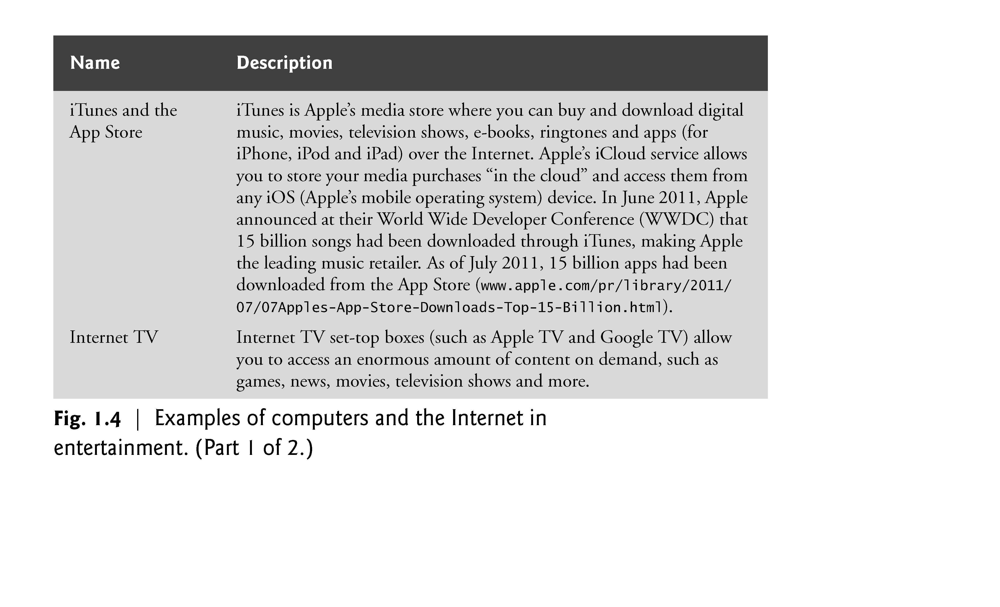 Name Description
iTunes and the
App Store
iTunes is Apple’s media store where you can buy and download digital
music, movies, television shows, e-books, ringtones and apps (for
iPhone, iPod and iPad) over the Internet. Apple’s iCloud service allows
you to store your media purchases “in the cloud” and access them from
any iOS (Apple’s mobile operating system) device. In June 2011, Apple
announced at their World Wide Developer Conference (WWDC) that
15 billion songs had been downloaded through iTunes, making Apple
the leading music retailer. As of July 2011, 15 billion apps had been
downloaded from the App Store (www.apple.com/pr/library/2011/
07/07Apples-App-Store-Downloads-Top-15-Billion.html).
Internet TV
Internet TV set-top boxes (such as Apple TV and Google TV) allow
you to access an enormous amount of content on demand, such as
games, news, movies, television shows and more.
Fig. 1.4 | Examples of computers and the Internet in
entertainment. (Part 1 of 2.)